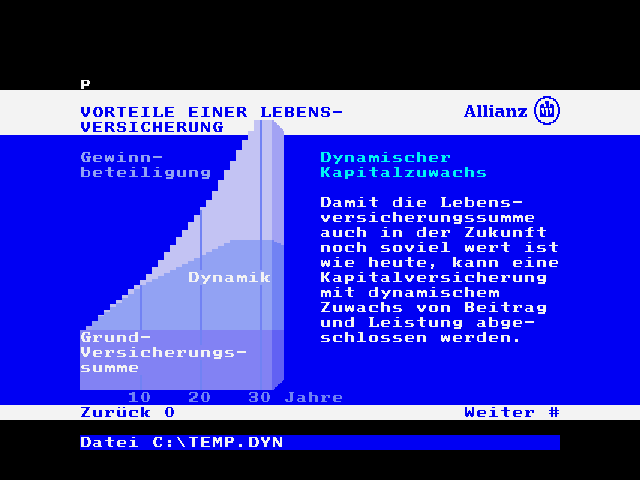 P
VORTEILE EINER LEBENS-
VERSICHERUNG
Allianz
Gewinn-
beteiligung
Dynamik
Grund-
Versicherungs-
summe
10 20 30 Jahre
Dynamischer
Kapitalzuwachs
Damit die Lebens-
versicherungssumme
auch in der Zukunft
noch soviel wert ist
wie heute, kann eine
Kapitalversicherung
mit dynamischem
Zuwachs von Beitrag
und Leistung abge-
schlossen werden.
Zurück 0
Weiter #
Datei C:\TEMP.DYN